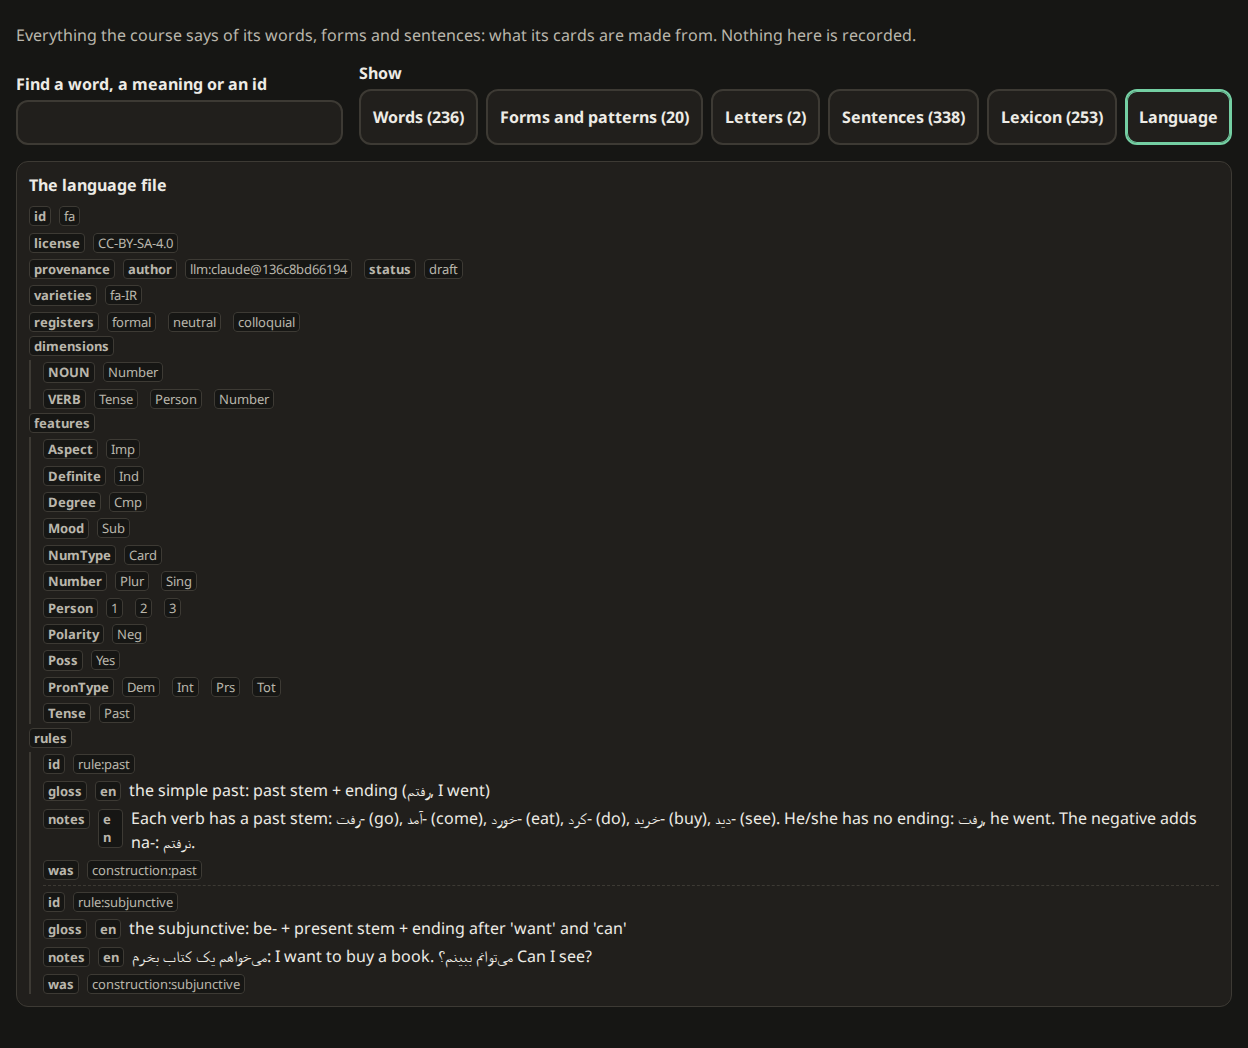 Everything the course says of its words, forms and sentences: what its cards are made from. Nothing here is recorded.
Find a word, a meaning or an id
Show
Words (236) Forms and patterns (20) Letters (2) Sentences (338) Lexicon (253) Language
The language file
id fa
license CC-BY-SA-4.0
provenance author llm:claude@136c8bd66194 status draft
varieties fa-IR
registers formal neutral colloquial
dimensions
NOUN Number
VERB Tense Person Number
features
Aspect Imp
Definite Ind
Degree Cmp
Mood Sub
NumType Card
Number Plur Sing
Person 1 2 3
Polarity Neg
Poss Yes
PronType Dem Int Prs Tot
Tense Past
rules
id rule:past
gloss en the simple past: past stem + ending (رفتم, I went)
notes en Each verb has a past stem: رفت- (go), آمد- (come), خورد- (eat), کرد- (do), خرید- (buy), دید- (see). He/she has no ending: رفت, he went. The negative adds
na-: نرفتم.
was construction:past
id rule:subjunctive
gloss en the subjunctive: be- + present stem + ending after 'want' and 'can'
notes en می‌خواهم یک کتاب بخرم: I want to buy a book. می‌توانم ببینم؟ Can I see?
was construction:subjunctive